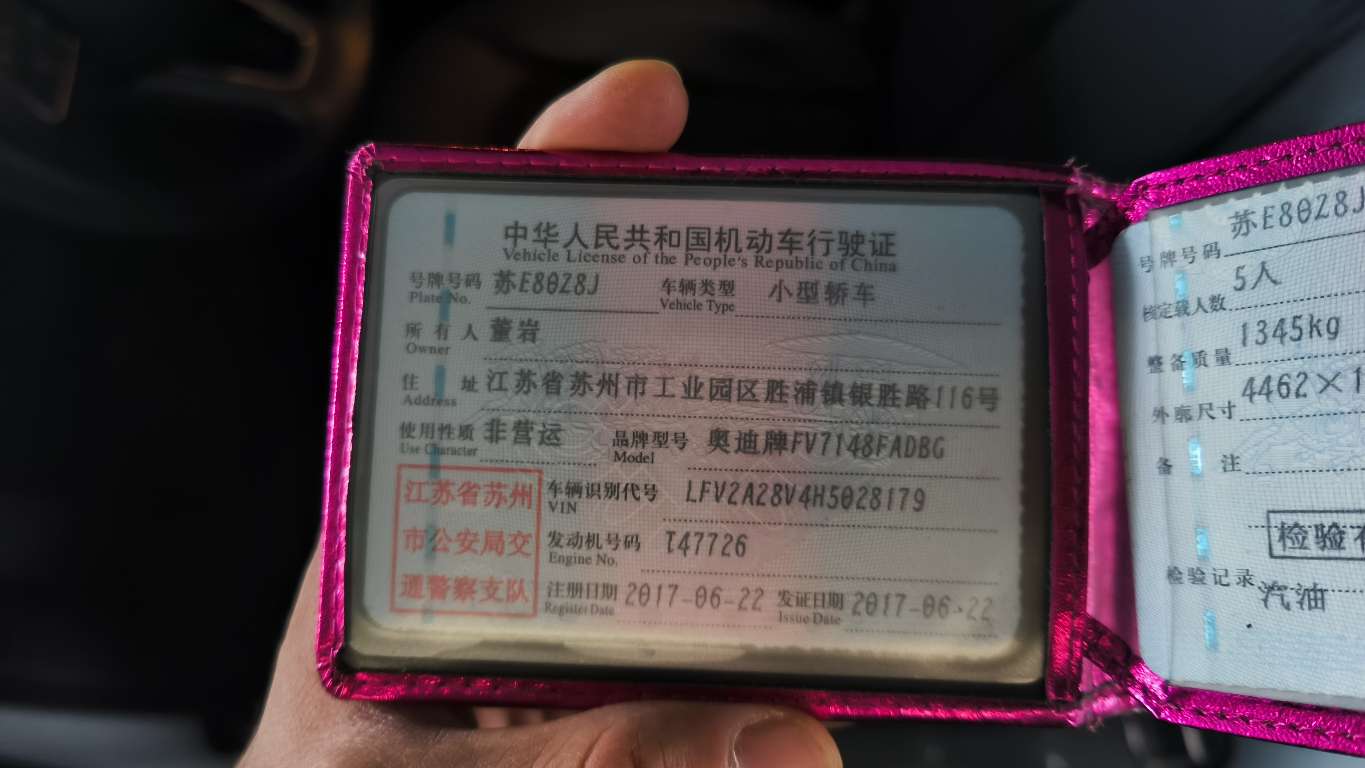 中华人民共和国机动车行驶证
Vehicle License of the People's Republic of China
号牌号码 苏E80Z8J 车辆类型 小型轿车
Plate No. Vehicle Type
所有人 董岩
Owner
住址 江苏省苏州市工业园区胜浦镇银胜路116号
Address
使用性质 非营运 品牌型号 奥迪牌FV7148FADBG
Use Character Model
江苏省苏州
市公安局交
通警察支队
车辆识别代号 LFV2A28V4H5028179
VIN
发动机号码 T47726
Engine No.
注册日期 2017-06-22 发证日期 2017-06-22
Register Date Issue Date
号牌号码 苏E80Z8J
核定载人数 5人
整备质量 1345kg
外廓尺寸 4462×1
备注
检验
检验记录 汽油